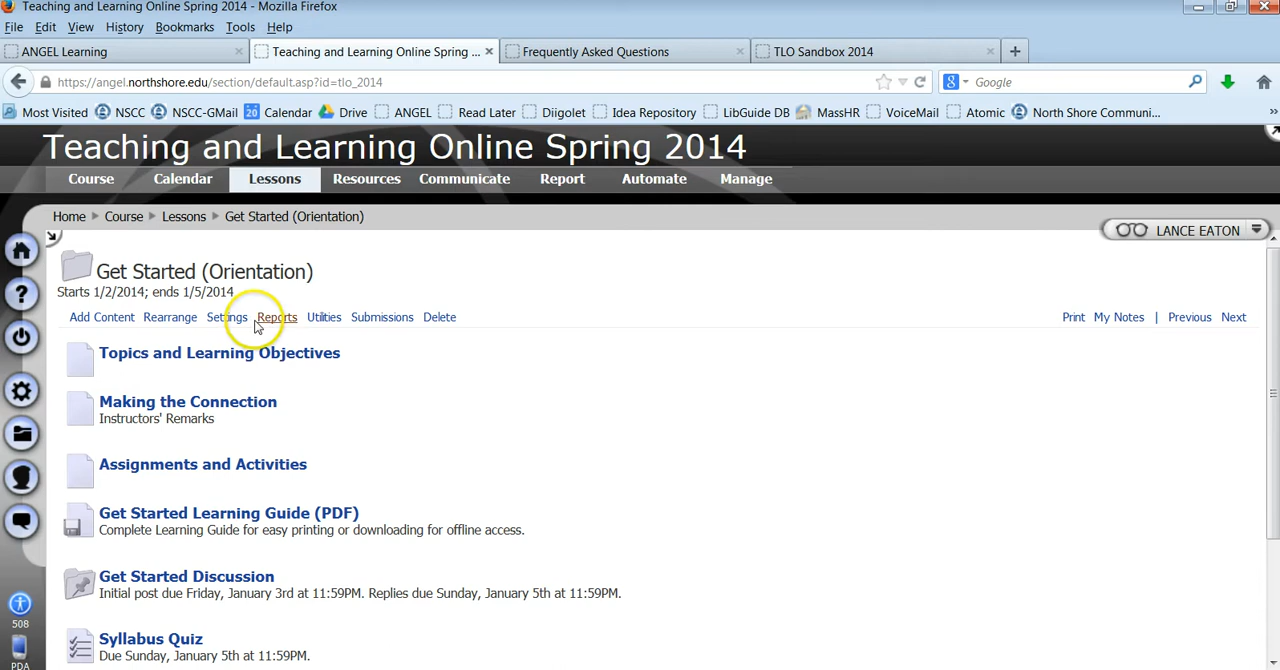 Teaching and Learning Online Spring 2014 - Mozilla Firefox
File Edit View History Bookmarks Tools Help
ANGEL Learning × Teaching and Learning Online Spring ... × Frequently Asked Questions × TLO Sandbox 2014 × +
https://angel.northshore.edu/section/default.asp?id=tlo_2014 Google
Most Visited NSCC NSCC-GMail 20 Calendar Drive ANGEL Read Later Diigolet Idea Repository LibGuide DB MassHR VoiceMail Atomic North Shore Communi... »
Teaching and Learning Online Spring 2014
Course Calendar Lessons Resources Communicate Report Automate Manage
Home Course Lessons Get Started (Orientation)
LANCE EATON
Get Started (Orientation)
Starts 1/2/2014; ends 1/5/2014
Add Content Rearrange Settings Reports Utilities Submissions Delete Print My Notes | Previous Next
Topics and Learning Objectives
Making the Connection
Instructors' Remarks
Assignments and Activities
Get Started Learning Guide (PDF)
Complete Learning Guide for easy printing or downloading for offline access.
Get Started Discussion
Initial post due Friday, January 3rd at 11:59PM. Replies due Sunday, January 5th at 11:59PM.
508
Syllabus Quiz
Due Sunday, January 5th at 11:59PM.
PDA